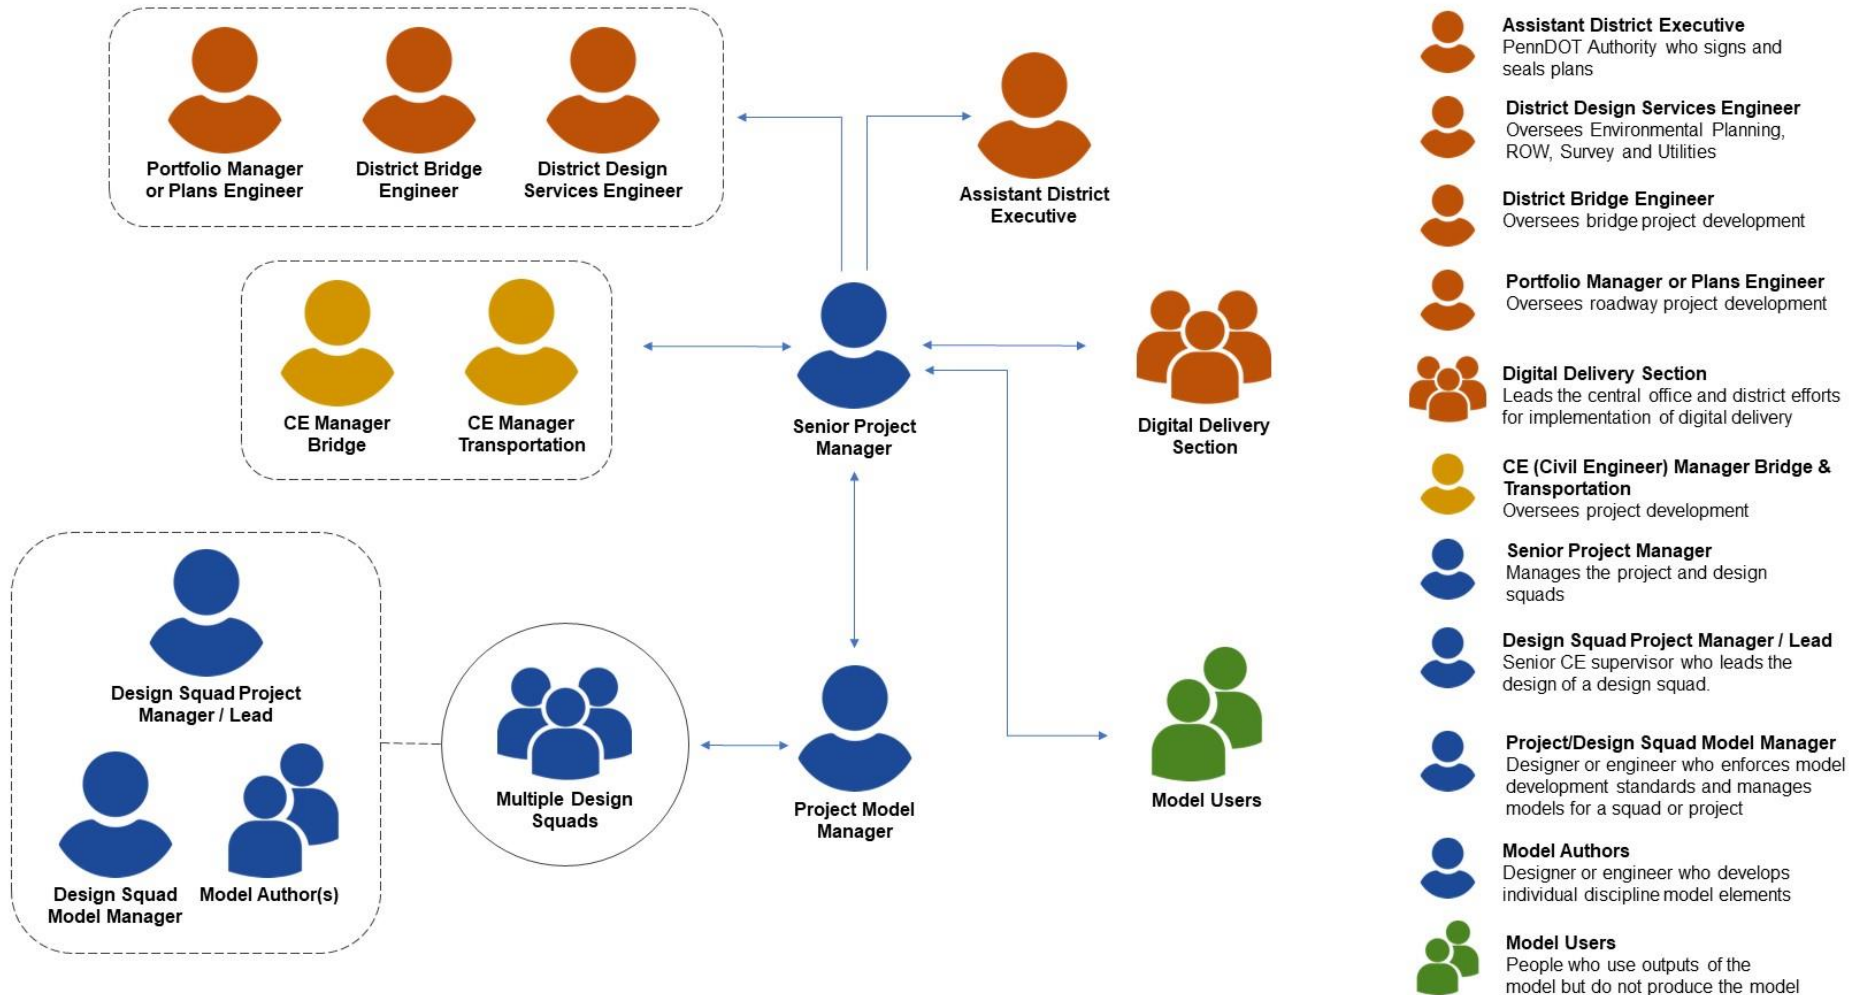 Portfolio Manager
or Plans Engineer
District Bridge
Engineer
District Design
Services Engineer
Assistant District
Executive
CE Manager
Bridge
CE Manager
Transportation
Senior Project
Manager
Digital Delivery
Section
Design Squad Project
Manager / Lead
Design Squad
Model Manager
Model Author(s)
Multiple Design
Squads
Project Model
Manager
Model Users
Assistant District Executive
PennDOT Authority who signs and
seals plans
District Design Services Engineer
Oversees Environmental Planning,
ROW, Survey and Utilities
District Bridge Engineer
Oversees bridge project development
Portfolio Manager or Plans Engineer
Oversees roadway project development
Digital Delivery Section
Leads the central office and district efforts
for implementation of digital delivery
CE (Civil Engineer) Manager Bridge &
Transportation
Oversees project development
Senior Project Manager
Manages the project and design
squads
Design Squad Project Manager / Lead
Senior CE supervisor who leads the
design of a design squad.
Project/Design Squad Model Manager
Designer or engineer who enforces model
development standards and manages
models for a squad or project
Model Authors
Designer or engineer who develops
individual discipline model elements
Model Users
People who use outputs of the
model but do not produce the model